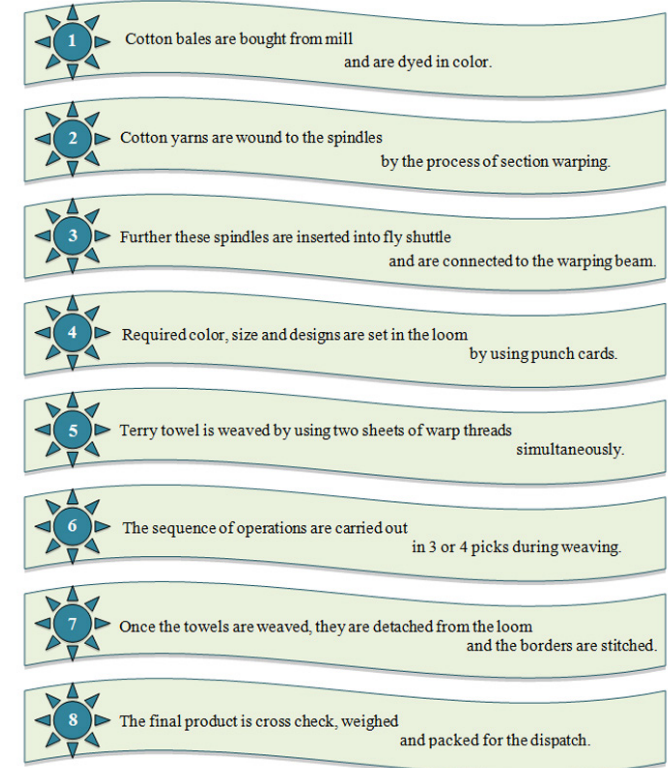 1
Cotton bales are bought from mill
and are dyed in color.
2
Cotton yarns are wound to the spindles
by the process of section warping.
3
Further these spindles are inserted into fly shuttle
and are connected to the warping beam.
4
Required color, size and designs are set in the loom
by using punch cards.
5
Terry towel is weaved by using two sheets of warp threads
simultaneously.
6
The sequence of operations are carried out
in 3 or 4 picks during weaving.
7
Once the towels are weaved, they are detached from the loom
and the borders are stitched.
8
The final product is cross check, weighed
and packed for the dispatch.